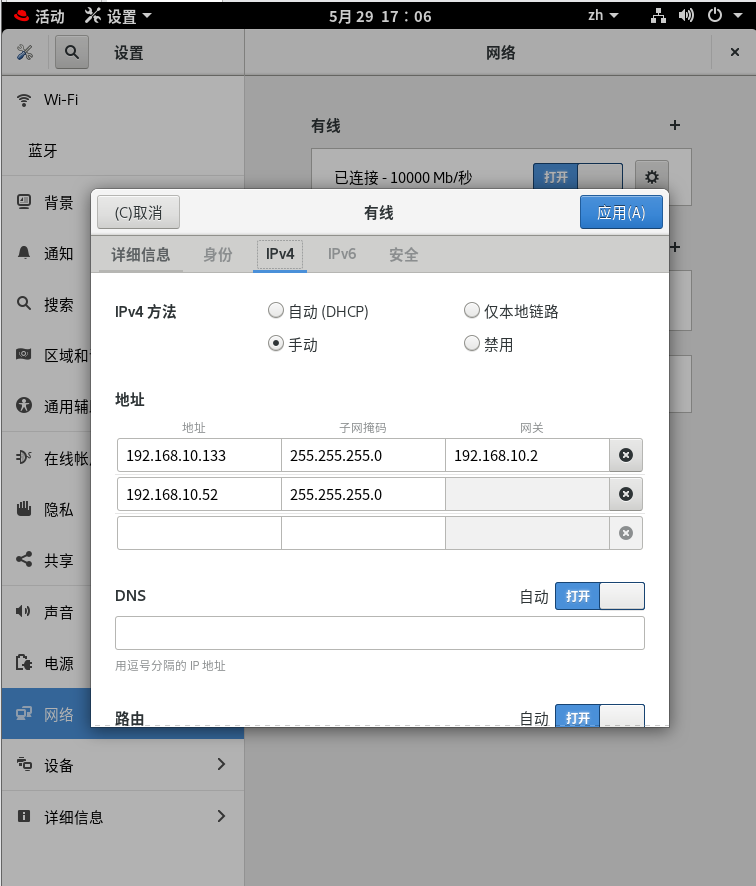 活动 设置 5月 29 17：06 zh
设置 网络
Wi-Fi
蓝牙
背景
通知
搜索
区域和
通用辅
在线帐
隐私
共享
声音
电源
网络
设备
详细信息
有线
已连接 - 10000 Mb/秒 打开
(C)取消 有线 应用(A)
详细信息 身份 IPv4 IPv6 安全
IPv4 方法 自动 (DHCP) 仅本地链路
手动 禁用
地址
地址 子网掩码 网关
192.168.10.133 255.255.255.0 192.168.10.2
192.168.10.52 255.255.255.0
DNS 自动 打开
用逗号分隔的 IP 地址
路由 自动 打开